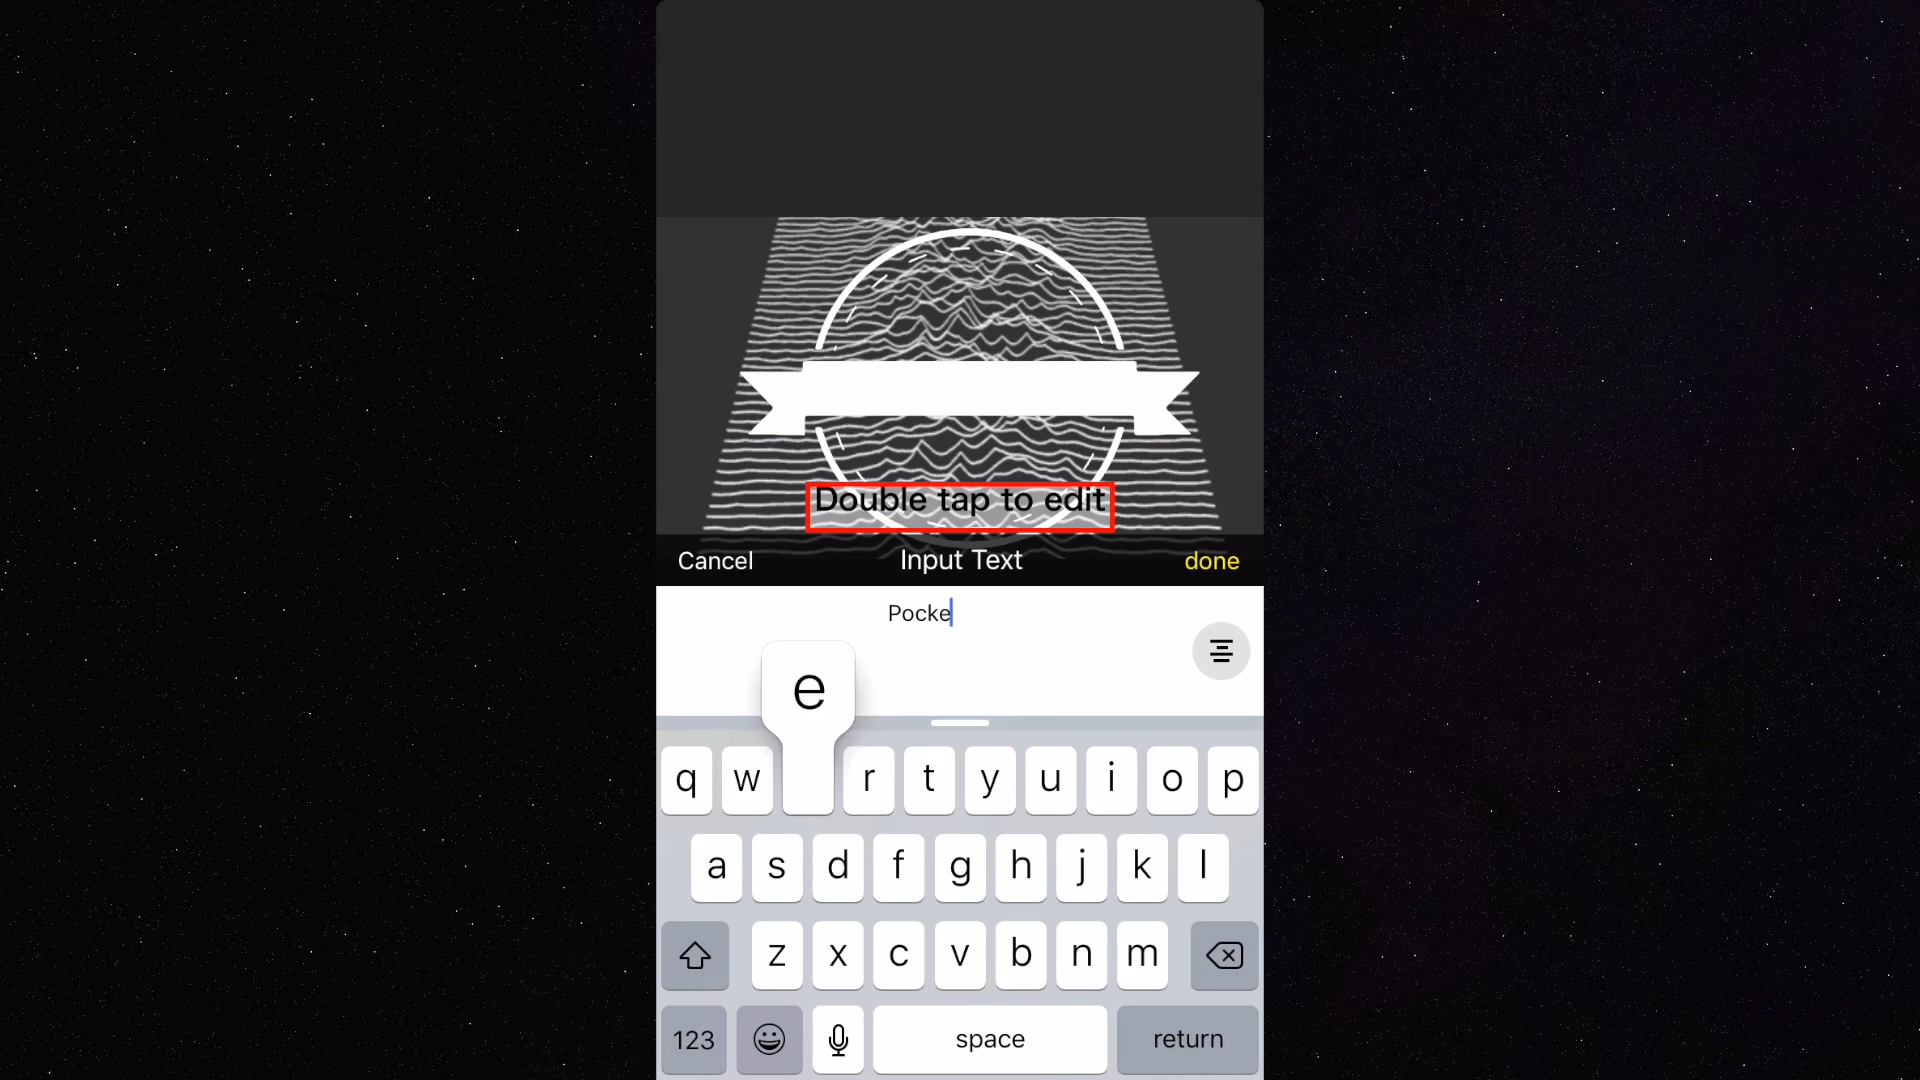 Double tap to edit
Cancel Input Text done
Pocke
e
q w r t y u i o p
a s d f g h j k l
z x c v b n m
123 space return